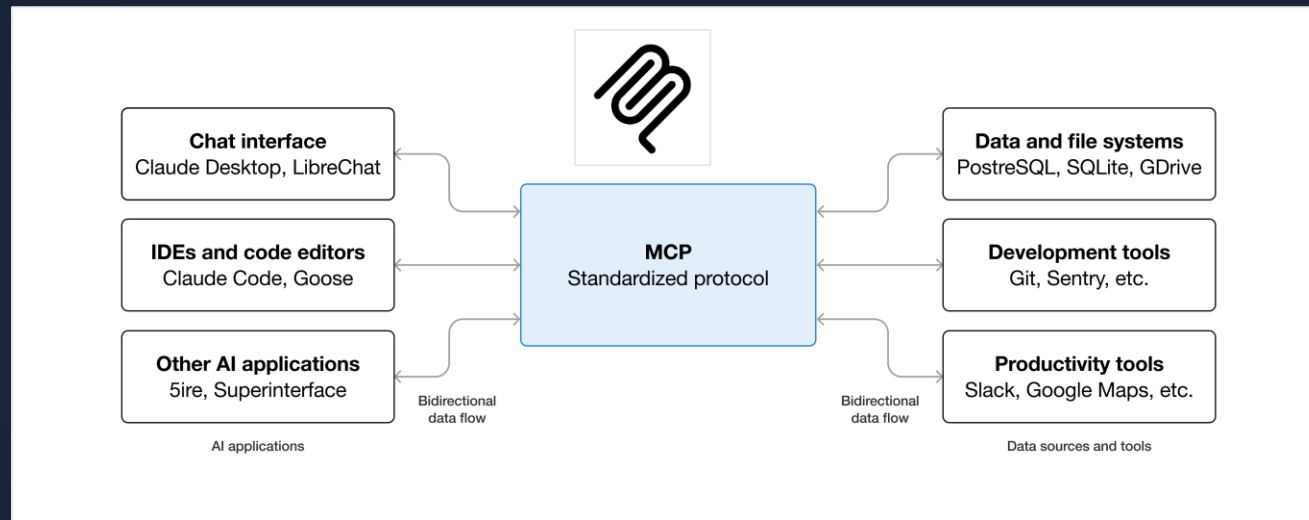 Chat interface
Claude Desktop, LibreChat
IDEs and code editors
Claude Code, Goose
Other AI applications
5ire, Superinterface
AI applications
Bidirectional
data flow
MCP
Standardized protocol
Bidirectional
data flow
Data and file systems
PostreSQL, SQLite, GDrive
Development tools
Git, Sentry, etc.
Productivity tools
Slack, Google Maps, etc.
Data sources and tools